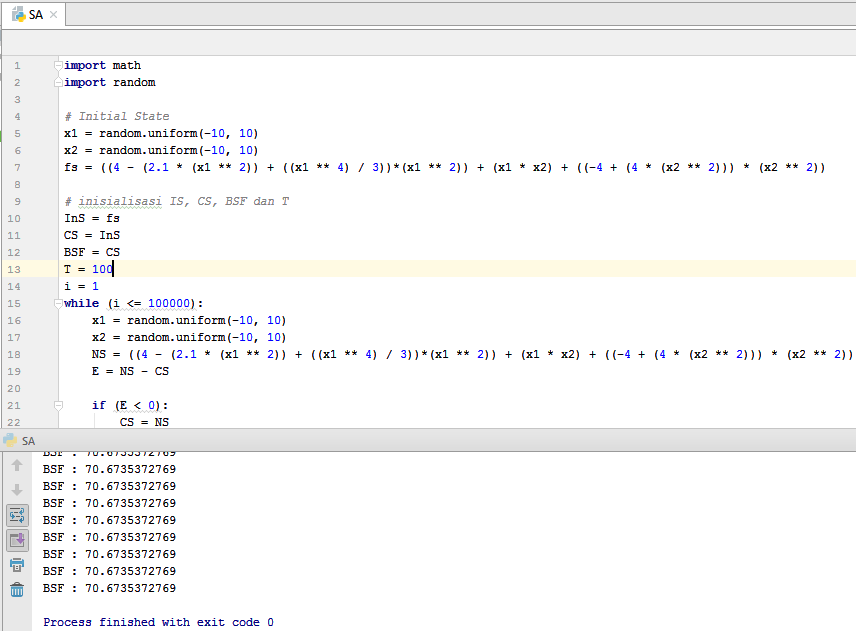 SA
1 import math
2 import random
3
4 # Initial State
5 x1 = random.uniform(-10, 10)
6 x2 = random.uniform(-10, 10)
7 fs = ((4 - (2.1 * (x1 ** 2)) + ((x1 ** 4) / 3))*(x1 ** 2)) + (x1 * x2) + ((-4 + (4 * (x2 ** 2))) * (x2 ** 2))
8
9 # inisialisasi IS, CS, BSF dan T
10 InS = fs
11 CS = InS
12 BSF = CS
13 T = 100
14 i = 1
15 while (i <= 100000):
16 x1 = random.uniform(-10, 10)
17 x2 = random.uniform(-10, 10)
18 NS = ((4 - (2.1 * (x1 ** 2)) + ((x1 ** 4) / 3))*(x1 ** 2)) + (x1 * x2) + ((-4 + (4 * (x2 ** 2))) * (x2 ** 2))
19 E = NS - CS
20
21 if (E < 0):
22 CS = NS
SA
BSF : 70.6735372769
BSF : 70.6735372769
BSF : 70.6735372769
BSF : 70.6735372769
BSF : 70.6735372769
BSF : 70.6735372769
BSF : 70.6735372769
BSF : 70.6735372769
BSF : 70.6735372769
Process finished with exit code 0